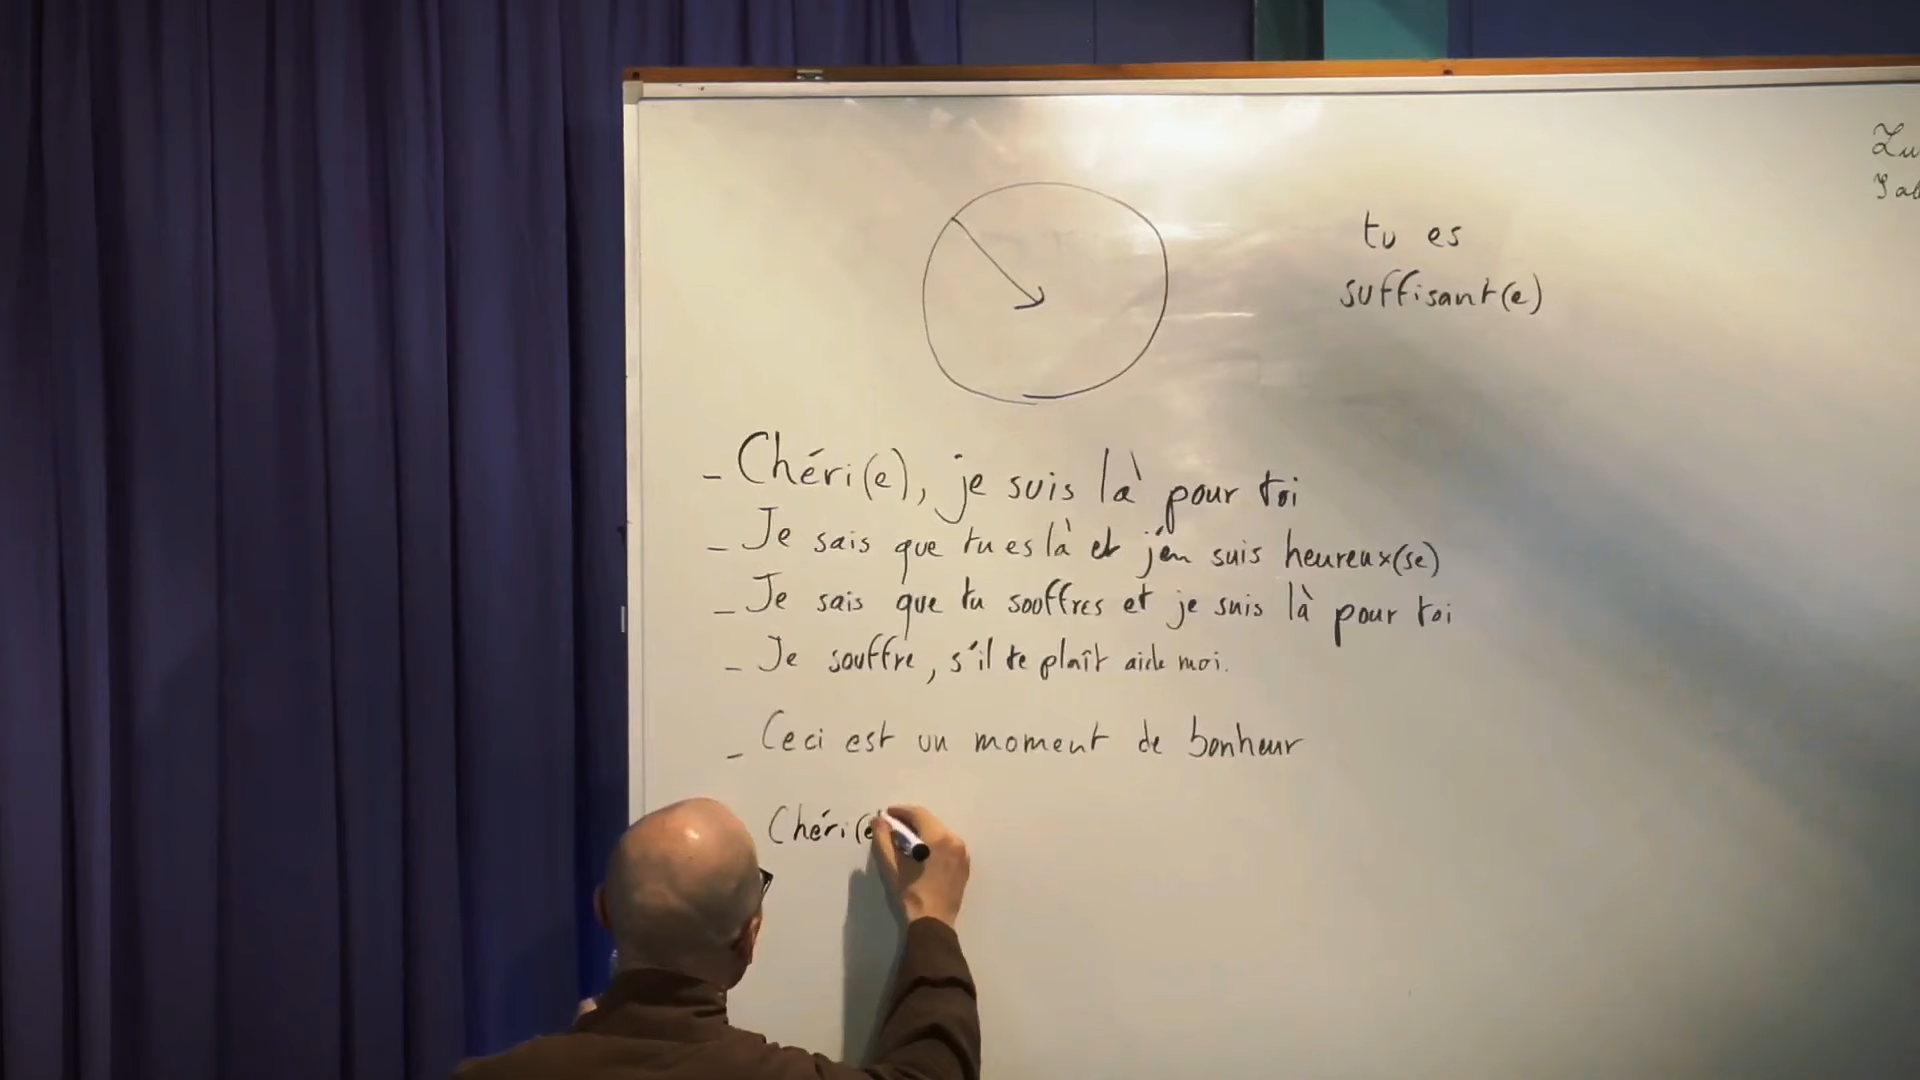 tu es
suffisant(e)
- Chéri(e), je suis là pour toi
- Je sais que tu es là et j'en suis heureux(se)
- Je sais que tu souffres et je suis là pour toi
- Je souffre, s'il te plaît aide moi.
- Ceci est un moment de bonheur
Chéri(e